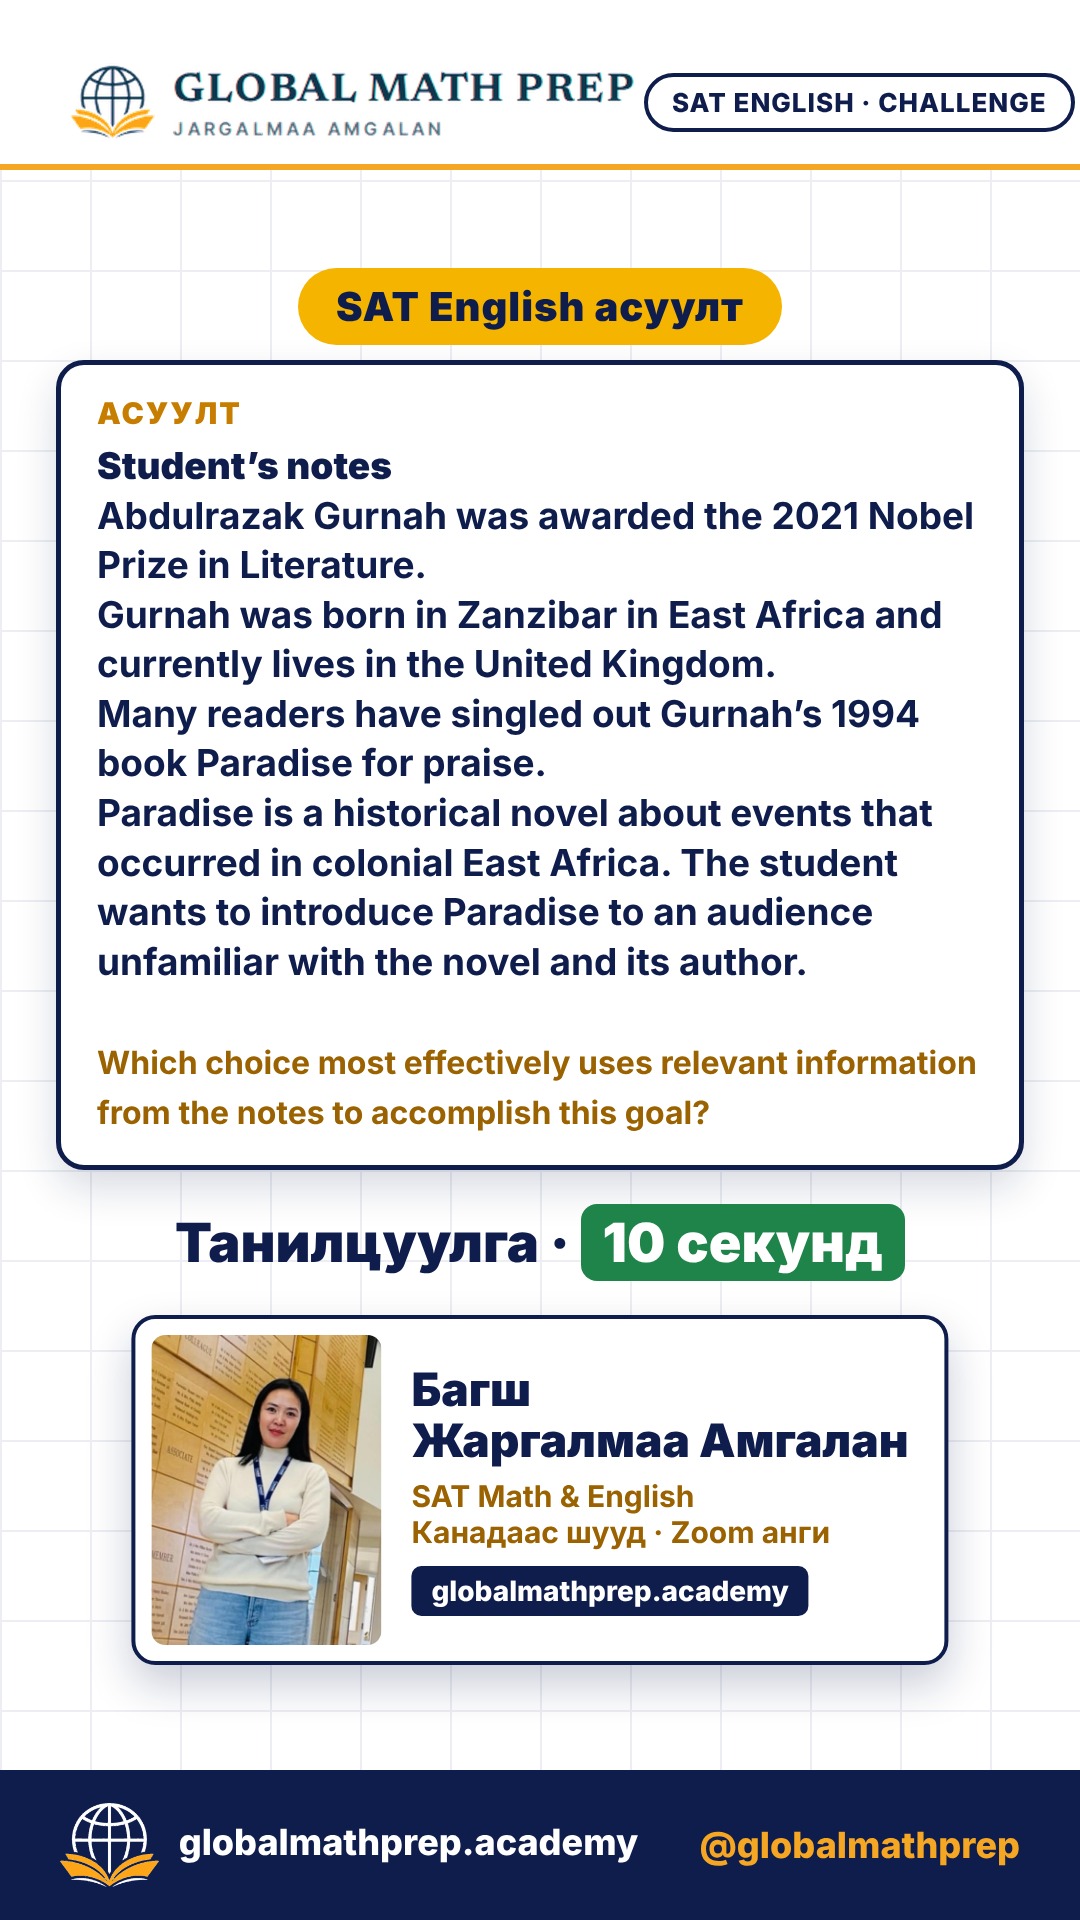 GLOBAL MATH PREP
JARGALMAA AMGALAN
SAT ENGLISH · CHALLENGE
SAT English асуулт
АСУУЛТ
Student’s notes
Abdulrazak Gurnah was awarded the 2021 Nobel
Prize in Literature.
Gurnah was born in Zanzibar in East Africa and
currently lives in the United Kingdom.
Many readers have singled out Gurnah’s 1994
book Paradise for praise.
Paradise is a historical novel about events that
occurred in colonial East Africa. The student
wants to introduce Paradise to an audience
unfamiliar with the novel and its author.
Which choice most effectively uses relevant information
from the notes to accomplish this goal?
Танилцуулга · 10 секунд
COLLEAGUE
ASSOCIATE
MEMBER
Багш
Жаргалмаа Амгалан
SAT Math & English
Канадаас шууд · Zoom анги
globalmathprep.academy
globalmathprep.academy
@globalmathprep